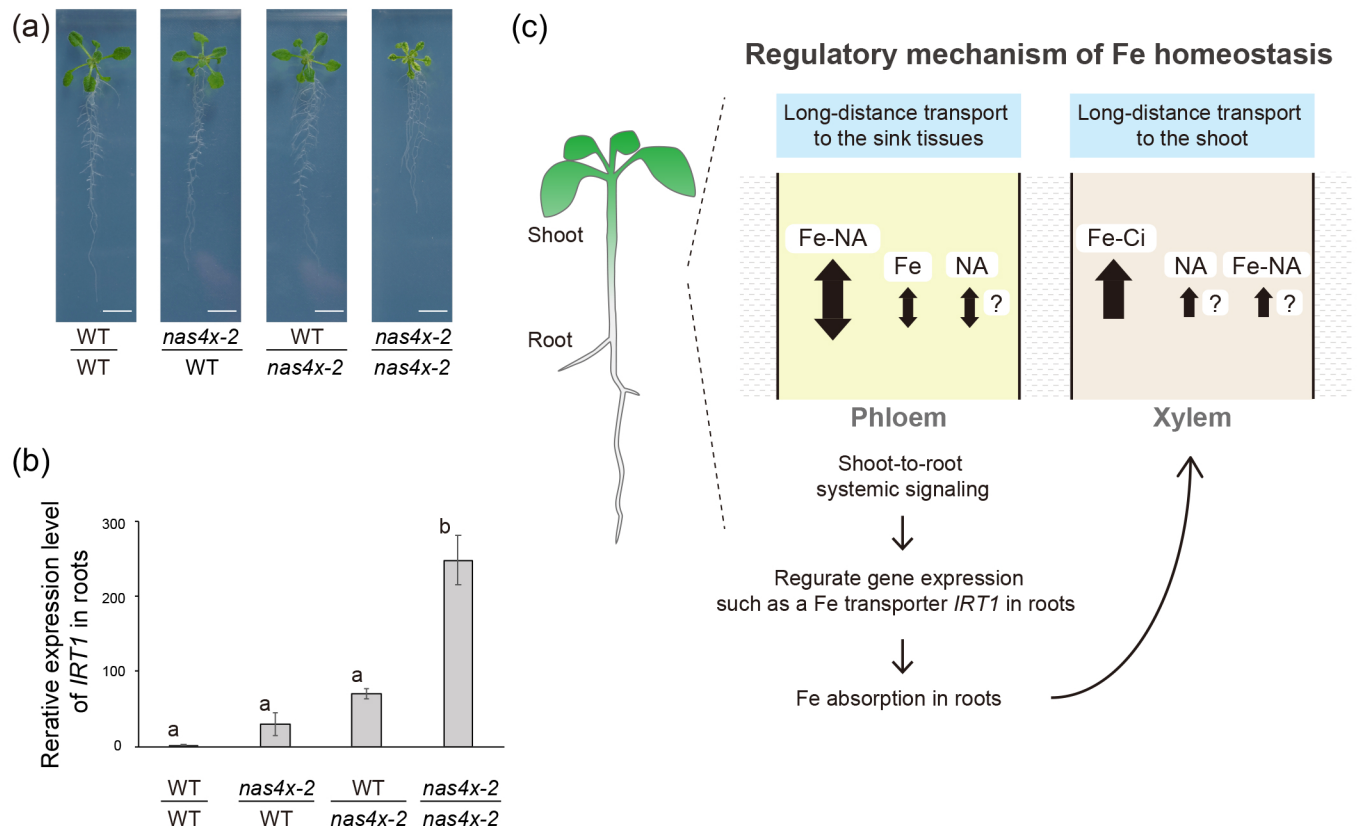 (a)
WT
WT
nas4x-2
WT
WT
nas4x-2
nas4x-2
nas4x-2
(b)
Rerative expression level
of IRT1 in roots
300
200
100
0
a
a
a
b
WT
WT
nas4x-2
WT
WT
nas4x-2
nas4x-2
nas4x-2
(c)
Regulatory mechanism of Fe homeostasis
Shoot
Root
Long-distance transport
to the sink tissues
Fe-NA
Fe
NA
?
Phloem
Long-distance transport
to the shoot
Fe-Ci
NA
?
Fe-NA
?
Xylem
Shoot-to-root
systemic signaling
Regurate gene expression
such as a Fe transporter IRT1 in roots
Fe absorption in roots